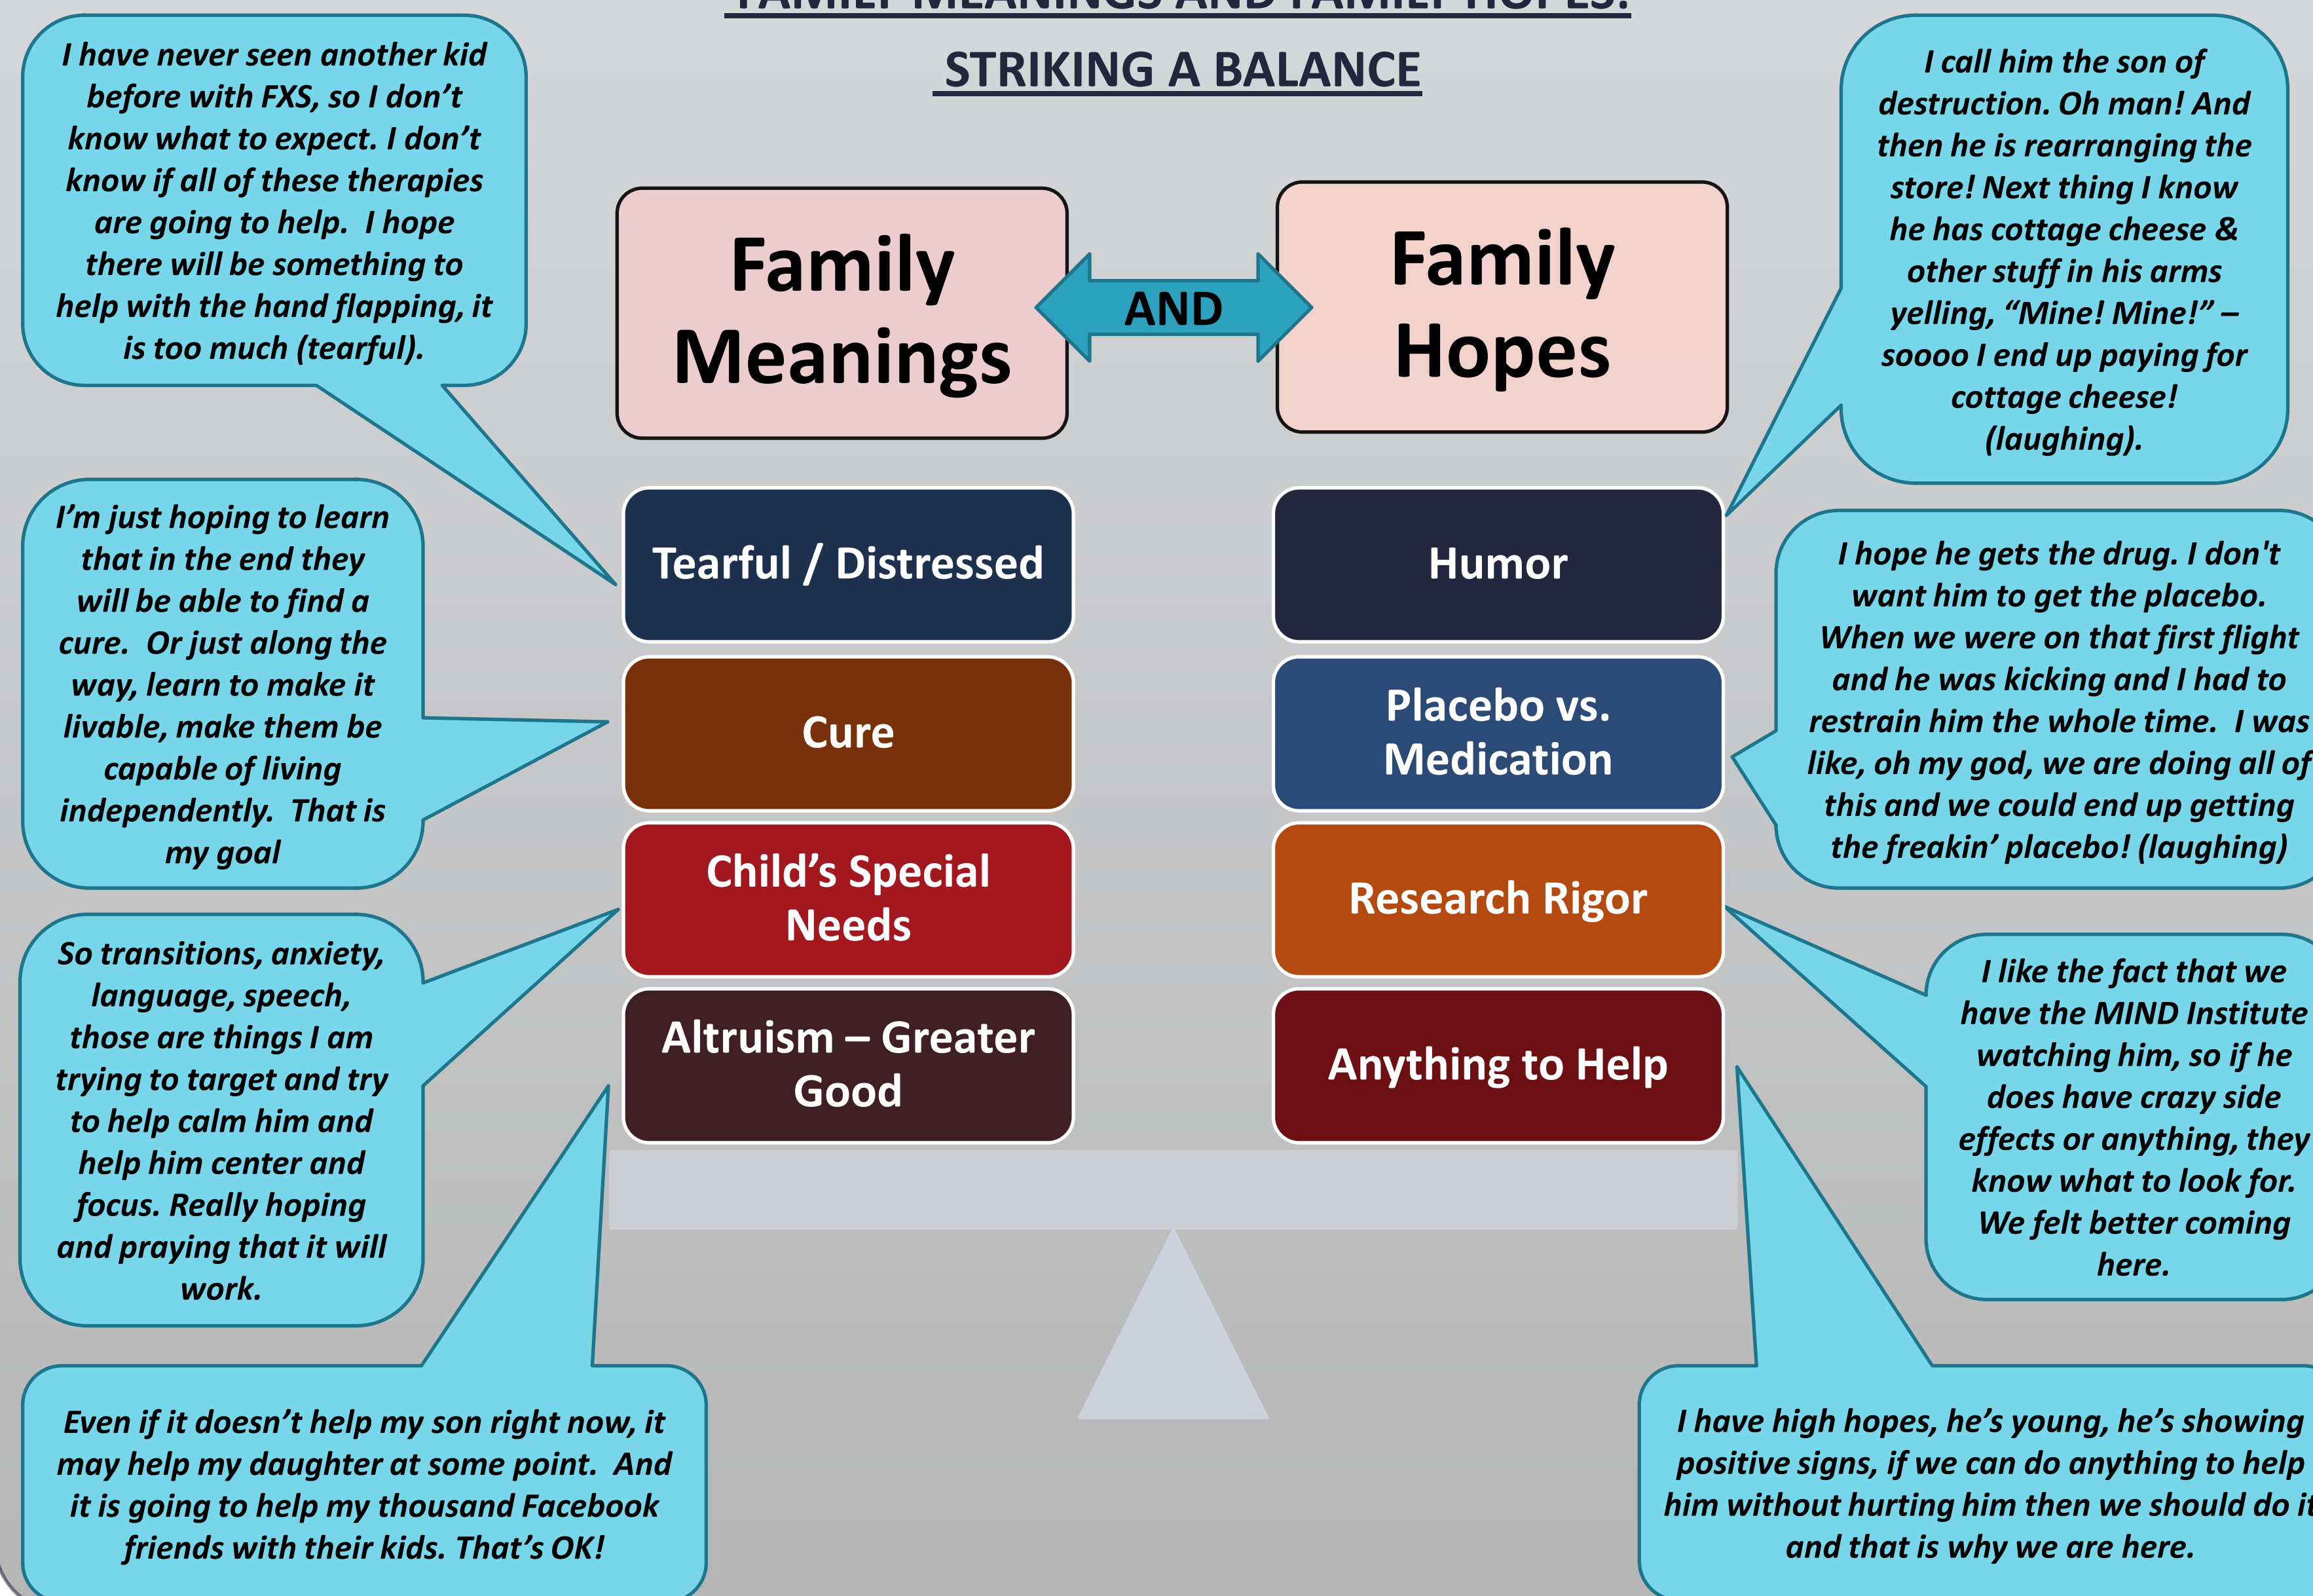 FAMILY MEANINGS AND FAMILY HOPES:
STRIKING A BALANCE
I have never seen another kid
before with FXS, so I don’t
know what to expect. I don’t
know if all of these therapies
are going to help.  I hope
there will be something to
help with the hand flapping, it
is too much (tearful).
I’m just hoping to learn
that in the end they
will be able to find a
cure.  Or just along the
way, learn to make it
livable, make them be
capable of living
independently.  That is
my goal
So transitions, anxiety,
language, speech,
those are things I am
trying to target and try
to help calm him and
help him center and
focus. Really hoping
and praying that it will
work.
Even if it doesn’t help my son right now, it
may help my daughter at some point.  And
it is going to help my thousand Facebook
friends with their kids. That’s OK!
Family
Meanings
AND
Family
Hopes
Tearful / Distressed
Cure
Child’s Special
Needs
Altruism – Greater
Good
Humor
Placebo vs.
Medication
Research Rigor
Anything to Help
I call him the son of
destruction. Oh man! And
then he is rearranging the
store! Next thing I know
he has cottage cheese &
other stuff in his arms
yelling, “Mine! Mine!” –
soooo I end up paying for
cottage cheese!
(laughing).
I hope he gets the drug. I don't
want him to get the placebo.
When we were on that first flight
and he was kicking and I had to
restrain him the whole time.  I was
like, oh my god, we are doing all of
this and we could end up getting
the freakin’ placebo! (laughing)
I like the fact that we
have the MIND Institute
watching him, so if he
does have crazy side
effects or anything, they
know what to look for.
We felt better coming
here.
I have high hopes, he’s young, he’s showing
positive signs, if we can do anything to help
him without hurting him then we should do it
and that is why we are here.